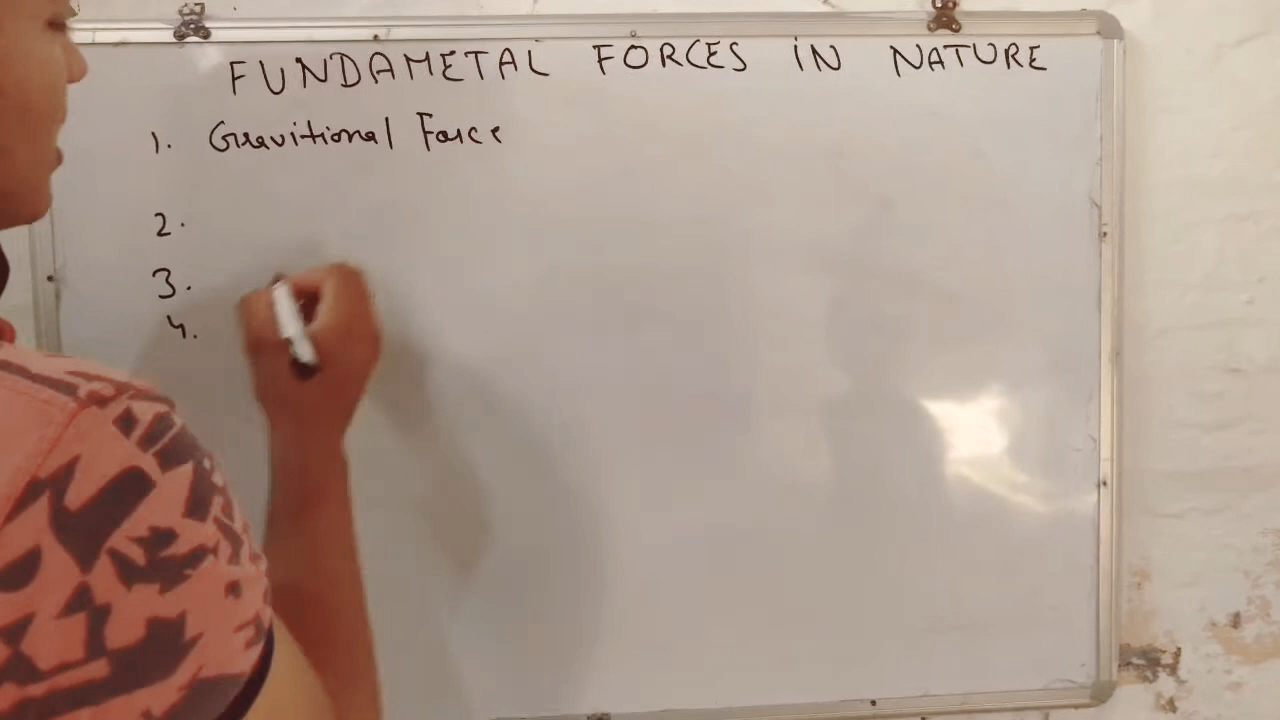 FUNDAMETAL FORCES IN NATURE
1. Gravitional Force
2.
3.
4.